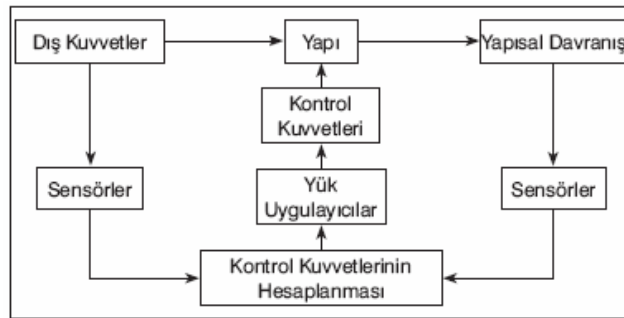 Dış Kuvvetler
Yapı
Yapısal Davranış
Kontrol
Kuvvetleri
Sensörler
Yük
Uygulayıcılar
Sensörler
Kontrol Kuvvetlerinin
Hesaplanması